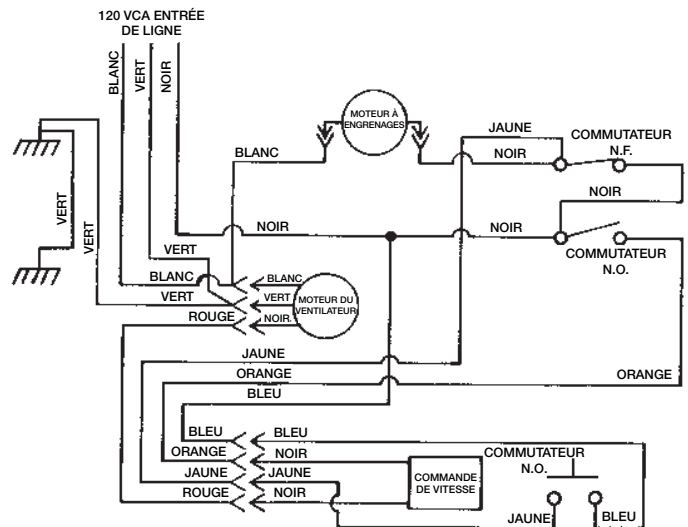 120 VCA ENTRÉE
DE LIGNE
BLANC
VERT
NOIR
MOTEUR À
ENGRENAGES
JAUNE
COMMUTATEUR
N.F.
BLANC
NOIR
NOIR
VERT
VERT
NOIR
NOIR
COMMUTATEUR
N.O.
VERT
BLANC
BLANC
VERT
VERT
MOTEUR DU
VENTILATEUR
ROUGE
NOIR
JAUNE
ORANGE
ORANGE
BLEU
BLEU
BLEU
ORANGE
NOIR
COMMUTATEUR
N.O.
JAUNE
JAUNE
COMMANDE
DE VITESSE
ROUGE
NOIR
JAUNE
BLEU